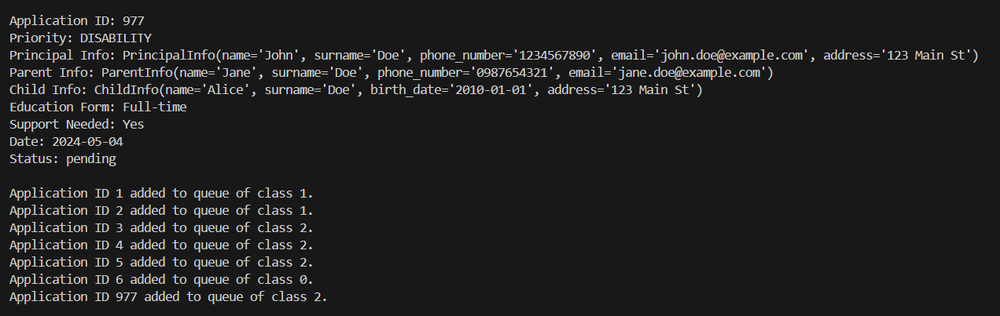 Application ID: 977
Priority: DISABILITY
Principal Info: PrincipalInfo(name='John', surname='Doe', phone_number='1234567890', email='john.doe@example.com', address='123 Main St')
Parent Info: ParentInfo(name='Jane', surname='Doe', phone_number='0987654321', email='jane.doe@example.com')
Child Info: ChildInfo(name='Alice', surname='Doe', birth_date='2010-01-01', address='123 Main St')
Education Form: Full-time
Support Needed: Yes
Date: 2024-05-04
Status: pending
Application ID 1 added to queue of class 1.
Application ID 2 added to queue of class 1.
Application ID 3 added to queue of class 2.
Application ID 4 added to queue of class 2.
Application ID 5 added to queue of class 2.
Application ID 6 added to queue of class 0.
Application ID 977 added to queue of class 2.